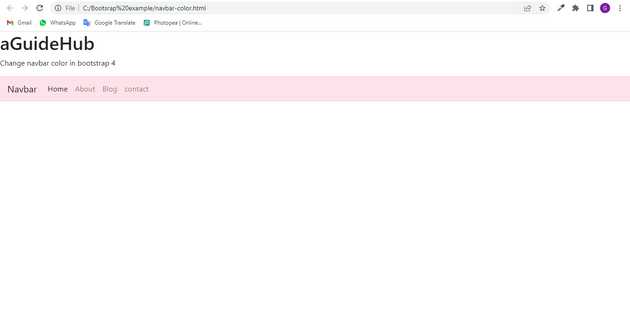 File C:/Bootsrap%20example/navbar-color.html G
Gmail WhatsApp Google Translate Photopea | Online...
aGuideHub
Change navbar color in bootstrap 4
Navbar Home About Blog contact